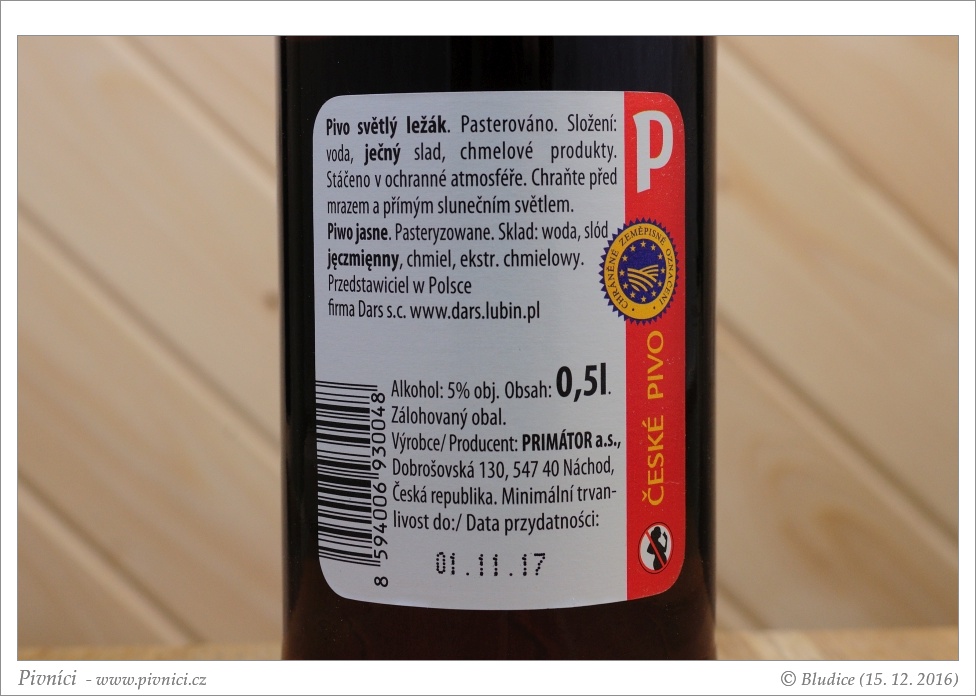 Pivo světlý ležák. Pasterováno. Složení:
voda, ječný slad, chmelové produkty.
Stáčeno v ochranné atmosféře. Chraňte před
mrazem a přímým slunečním světlem.
Piwo jasne. Pasteryzowane. Sklad: woda, slód
jęczmięnny, chmiel, ekstr. chmielowy.
Przedstawiciel w Polsce
firma Dars s.c. www.dars.lubin.pl
Alkohol: 5% obj. Obsah: 0,5l.
Zálohovaný obal.
Výrobce/ Producent: PRIMÁTOR a.s.,
Dobrošovská 130, 547 40 Náchod,
Česká republika. Minimální trvan-
livost do:/ Data przydatności:
01.11.17
8 594006 930048
P
CHRÁNĚNÉ ZEMĚPISNÉ OZNAČENÍ
ČESKÉ PIVO
Pivníci - www.pivnici.cz
© Bludice (15. 12. 2016)